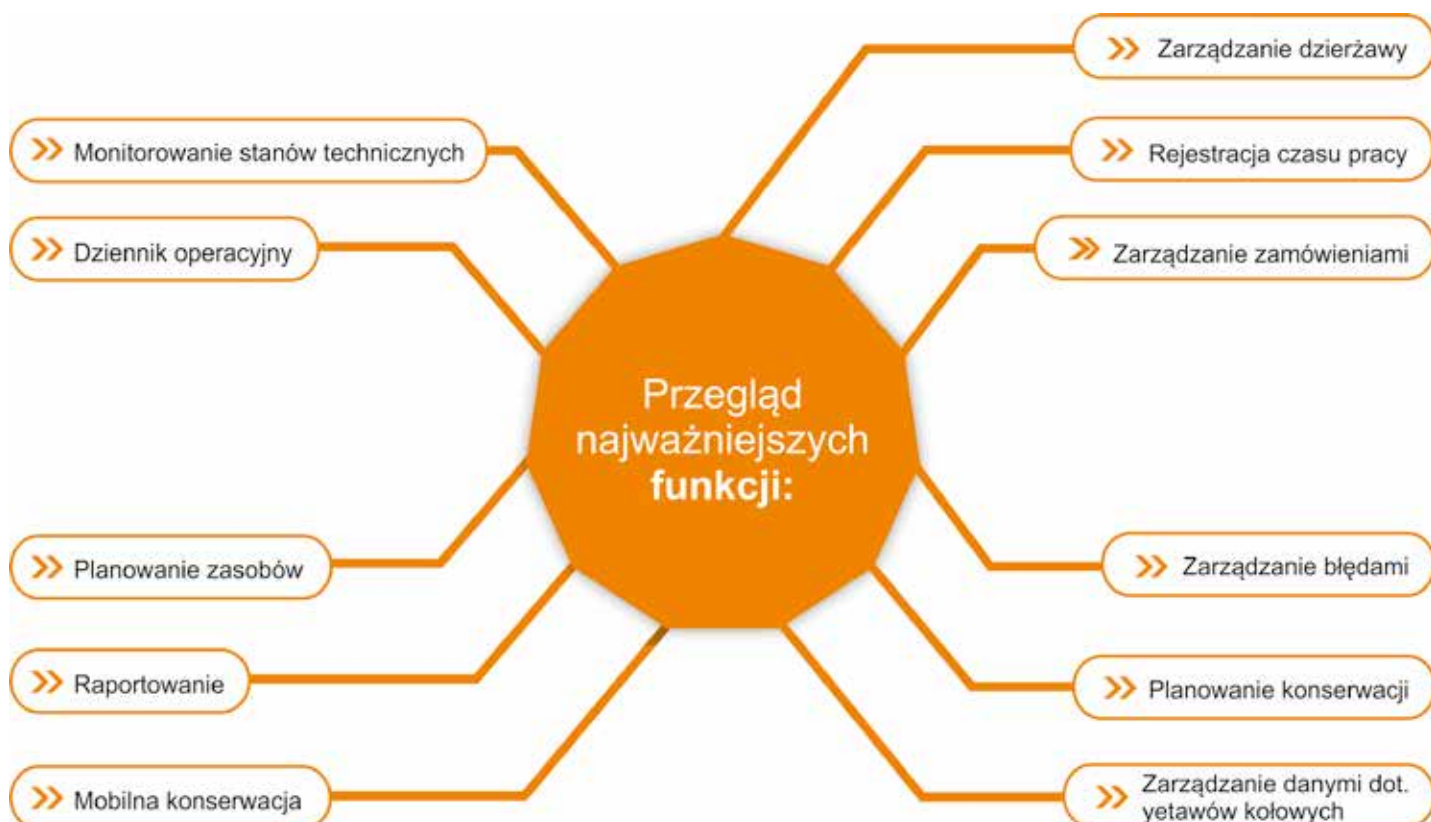 Zarządzanie dzierżawy
Monitorowanie stanów technicznych
Rejestracja czasu pracy
Dziennik operacyjny
Zarządzanie zamówieniami
Przegląd
najważniejszych
funkcji:
Planowanie zasobów
Zarządzanie błędami
Raportowanie
Planowanie konserwacji
Mobilna konserwacja
Zarządzanie danymi dot.
yetawów kołowych